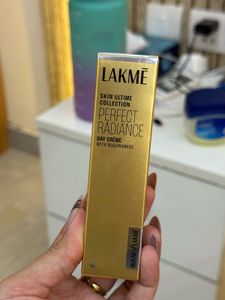 LAKMĒ
SKIN ULTIME
COLLECTION
PERFECT
RADIANCE
DAY CRÈME
WITH NIACINAMIDE